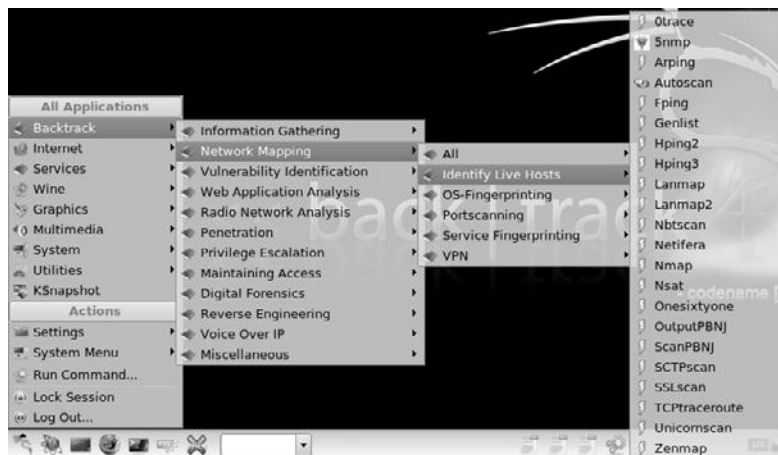 All Applications
Backtrack
Internet
Services
Wine
Graphics
Multimedia
System
Utilities
KSnapshot
Actions
Settings
System Menu
Run Command...
Lock Session
Log Out...
Information Gathering
Network Mapping
Vulnerability Identification
Web Application Analysis
Radio Network Analysis
Penetration
Privilege Escalation
Maintaining Access
Digital Forensics
Reverse Engineering
Voice Over IP
Miscellaneous
All
Identify Live Hosts
OS-Fingerprinting
Portscanning
Service Fingerprinting
VPN
0trace
5nmp
Arping
Autoscan
Fping
Genlist
Hping2
Hping3
Lanmap
Lanmap2
Nbtscan
Netifera
Nmap
Nsat
Onesixtyone
OutputPBNJ
ScanPBNJ
SCTPscan
SSLscan
TCPtraceroute
Unicornscan
Zenmap
back | track 4
- codename [